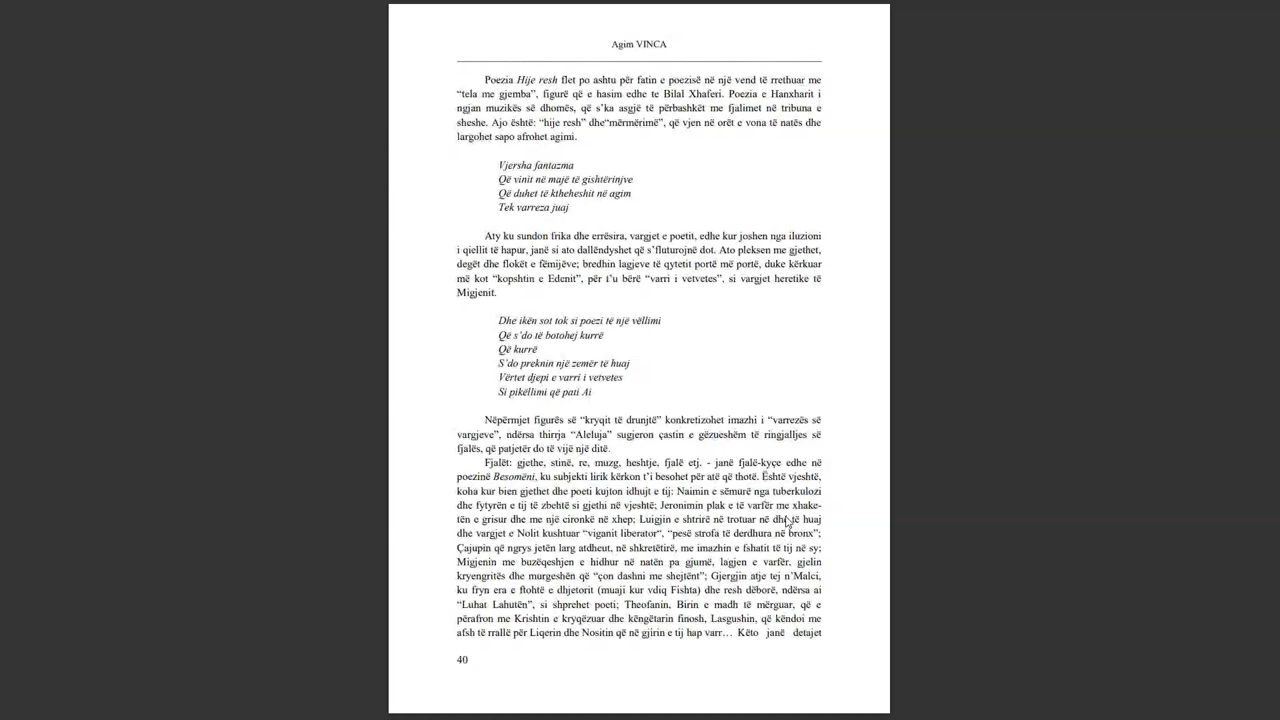 Agim VINCA
Poezia Hije resh flet po ashtu për fatin e poezisë në një vend të rrethuar me
“tela me gjemba”, figurë që e hasim edhe te Bilal Xhaferi. Poezia e Hanxharit i
ngjan muzikës së dhomës, që s’ka asgjë të përbashkët me fjalimet në tribuna e
sheshe. Ajo është: “hije resh” dhe“mërmërimë”, që vjen në orët e vona të natës dhe
largohet sapo afrohet agimi.
Vjersha fantazma
Që vinit në majë të gishtërinjve
Që duhet të ktheheshit në agim
Tek varreza juaj
Aty ku sundon frika dhe errësira, vargjet e poetit, edhe kur joshen nga iluzioni
i qiellit të hapur, janë si ato dallëndyshet që s’fluturojnë dot. Ato pleksen me gjethet,
degët dhe flokët e fëmijëve; bredhin lagjeve të qytetit portë më portë, duke kërkuar
më kot “kopshtin e Edenit”, për t’u bërë “varri i vetvetes”, si vargjet heretike të
Migjenit.
Dhe ikën sot tok si poezi të një vëllimi
Që s’do të botohej kurrë
Që kurrë
S’do preknin një zemër të huaj
Vërtet djepi e varri i vetvetes
Si pikëllimi që pati Ai
Nëpërmjet figurës së “kryqit të drunjtë” konkretizohet imazhi i “varrezës së
vargjeve”, ndërsa thirrja “Aleluja” sugjeron çastin e gëzueshëm të ringjalljes së
fjalës, që patjetër do të vijë një ditë.
Fjalët: gjethe, stinë, re, muzg, heshtje, fjalë etj. - janë fjalë-kyçe edhe në
poezinë Besomëni, ku subjekti lirik kërkon t’i besohet për atë që thotë. Është vjeshtë,
koha kur bien gjethet dhe poeti kujton idhujt e tij: Naimin e sëmurë nga tuberkulozi
dhe fytyrën e tij të zbehtë si gjethi në vjeshtë; Jeronimin plak e të varfër me xhake-
tën e grisur dhe me një cironkë në xhep; Luigjin e shtrirë në trotuar në dhe të huaj
dhe vargjet e Nolit kushtuar “viganit liberator“, “pesë strofa të derdhura në bronx”;
Çajupin që ngrys jetën larg atdheut, në shkretëtirë, me imazhin e fshatit të tij në sy;
Migjenin me buzëqeshjen e hidhur në natën pa gjumë, lagjen e varfër, gjelin
kryengritës dhe murgeshën që “çon dashni me shejtënt”; Gjergjin atje tej n’Malci,
ku fryn era e ftohtë e dhjetorit (muaji kur vdiq Fishta) dhe resh dëborë, ndërsa ai
“Luhat Lahutën”, si shprehet poeti; Theofanin, Birin e madh të mërguar, që e
përafron me Krishtin e kryqëzuar dhe këngëtarin finosh, Lasgushin, që këndoi me
afsh të rrallë për Liqerin dhe Nositin që në gjirin e tij hap varr… Këto janë detajet
40